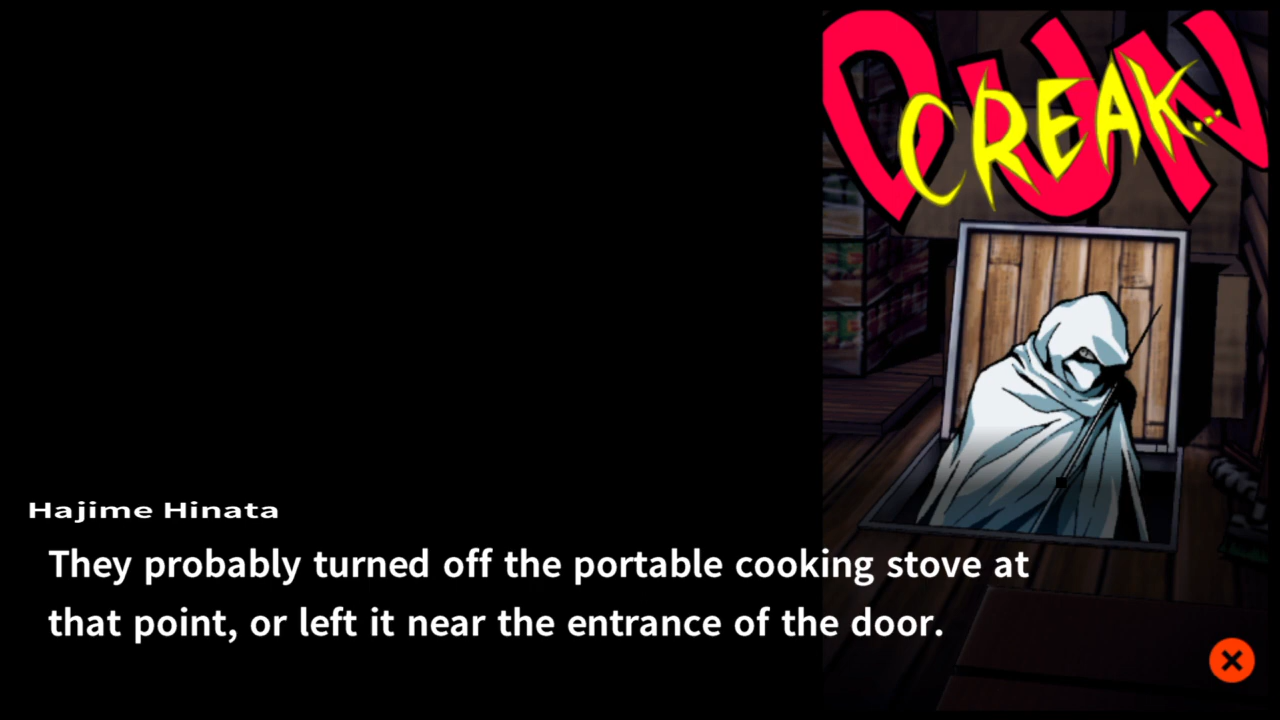 DUN
CREAK...
Hajime Hinata
They probably turned off the portable cooking stove at
that point, or left it near the entrance of the door.